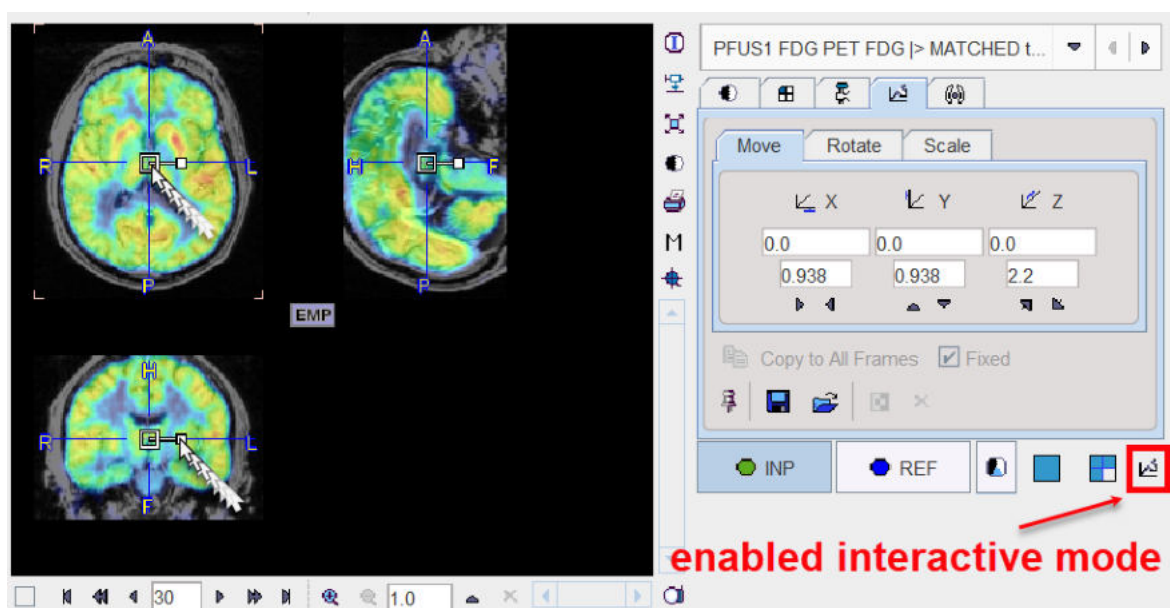 PFUS1 FDG PET FDG |> MATCHED t...
A
A
R
L
H
F
P
P
EMP
H
R
L
F
M
Move Rotate Scale
X Y Z
0.0 0.0 0.0
0.938 0.938 2.2
Copy to All Frames Fixed
INP REF
enabled interactive mode
30 1.0